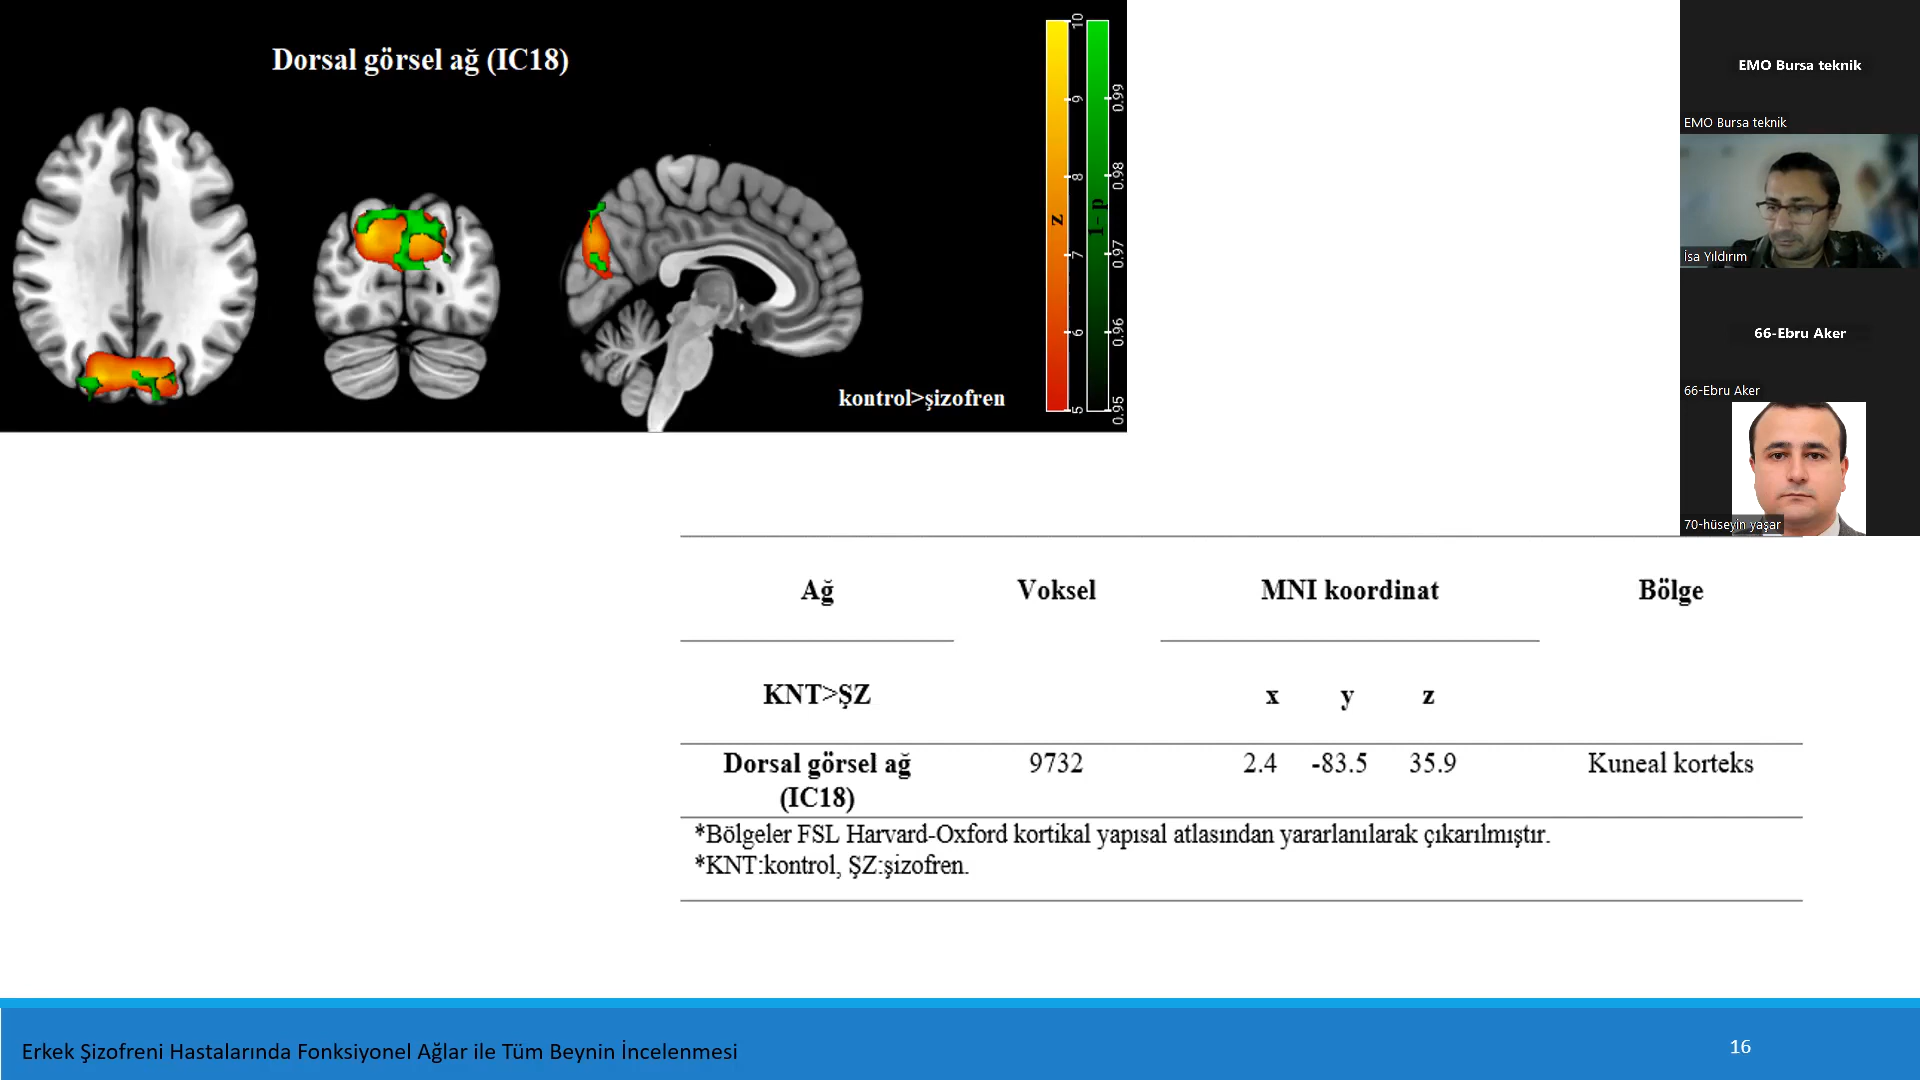 Dorsal görsel ağ (IC18)
kontrol>şizofren
10
9
8
7
6
5
z
0.99
0.98
0.97
0.96
0.95
1-p
EMO Bursa teknik
EMO Bursa teknik
İsa Yıldırım
66-Ebru Aker
66-Ebru Aker
70-hüseyin yaşar
Ağ Voksel MNI koordinat Bölge
KNT>ŞZ x y z
Dorsal görsel ağ 9732 2.4 -83.5 35.9 Kuneal korteks
(IC18)
*Bölgeler FSL Harvard-Oxford kortikal yapısal atlasından yararlanılarak çıkarılmıştır.
*KNT:kontrol, ŞZ:şizofren.
Erkek Şizofreni Hastalarında Fonksiyonel Ağlar ile Tüm Beynin İncelenmesi
16